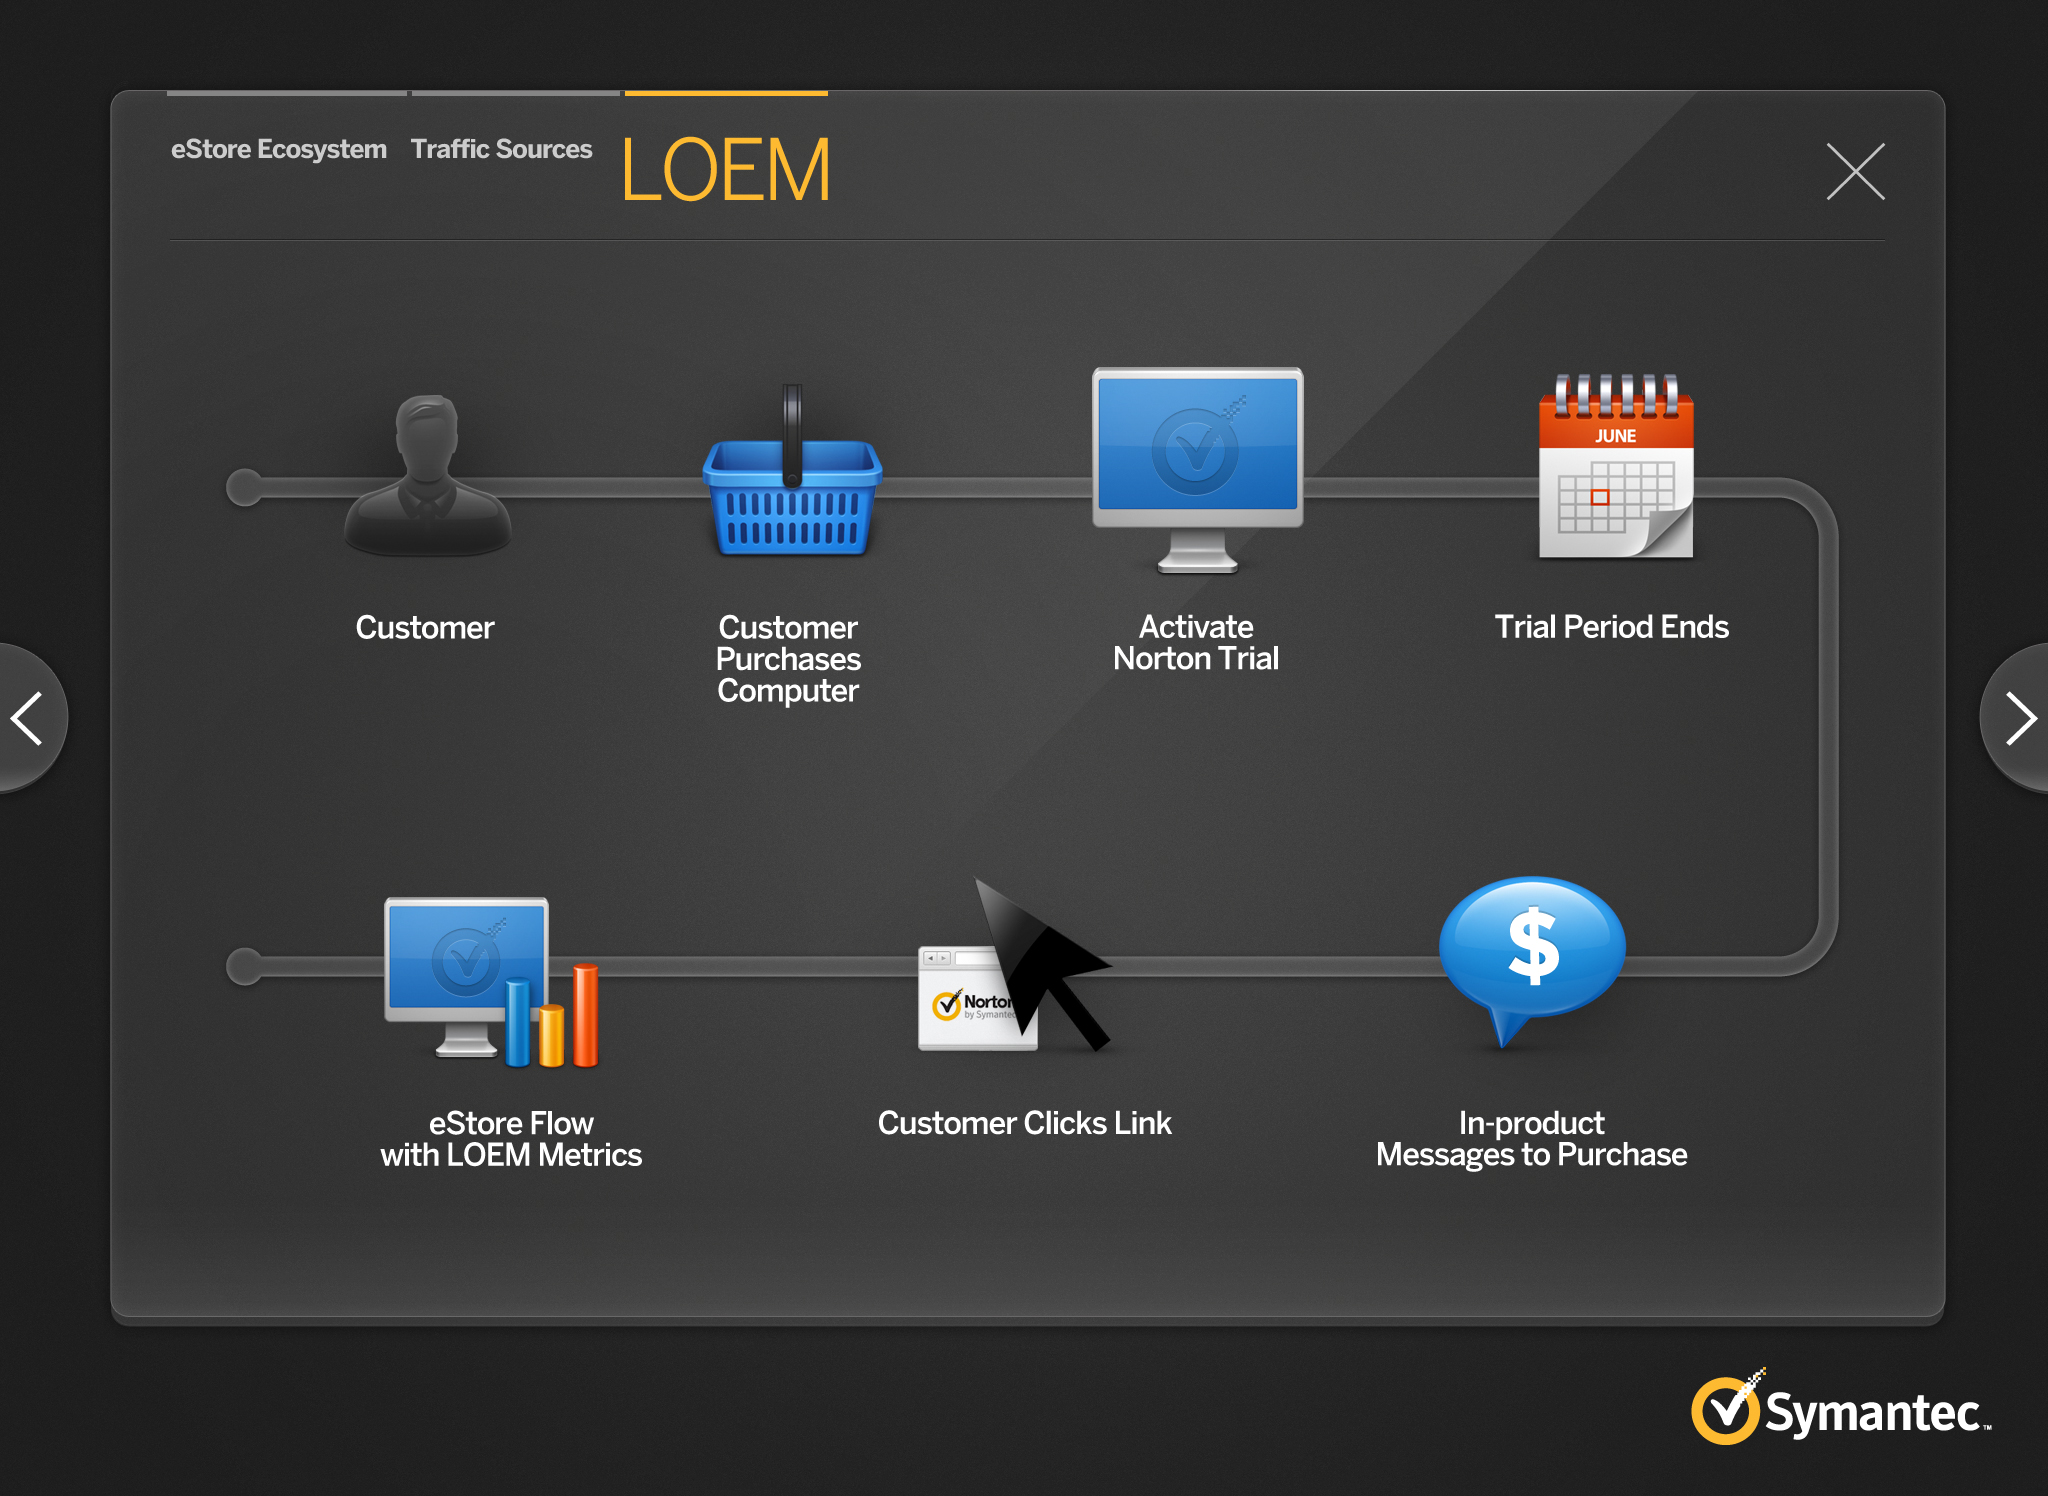 eStore Ecosystem
Traffic Sources
LOEM
JUNE
Customer
Customer
Purchases
Computer
Activate
Norton Trial
Trial Period Ends
$
Norton
by Symantec
eStore Flow
with LOEM Metrics
Customer Clicks Link
In-product
Messages to Purchase
Symantec™